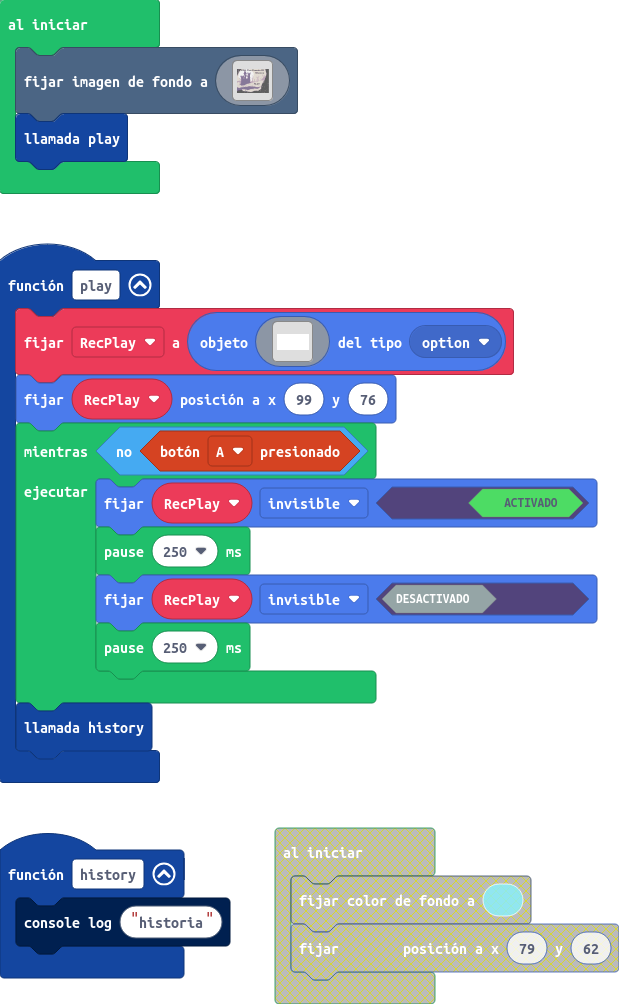 al iniciar
fijar imagen de fondo a
llamada play
función play
fijar RecPlay a objeto del tipo option
fijar RecPlay posición a x 99 y 76
mientras no botón A presionado
ejecutar
fijar RecPlay invisible ACTIVADO
pause 250 ms
fijar RecPlay invisible DESACTIVADO
pause 250 ms
llamada history
función history
console log "historia"
al iniciar
fijar color de fondo a
fijar posición a x 79 y 62